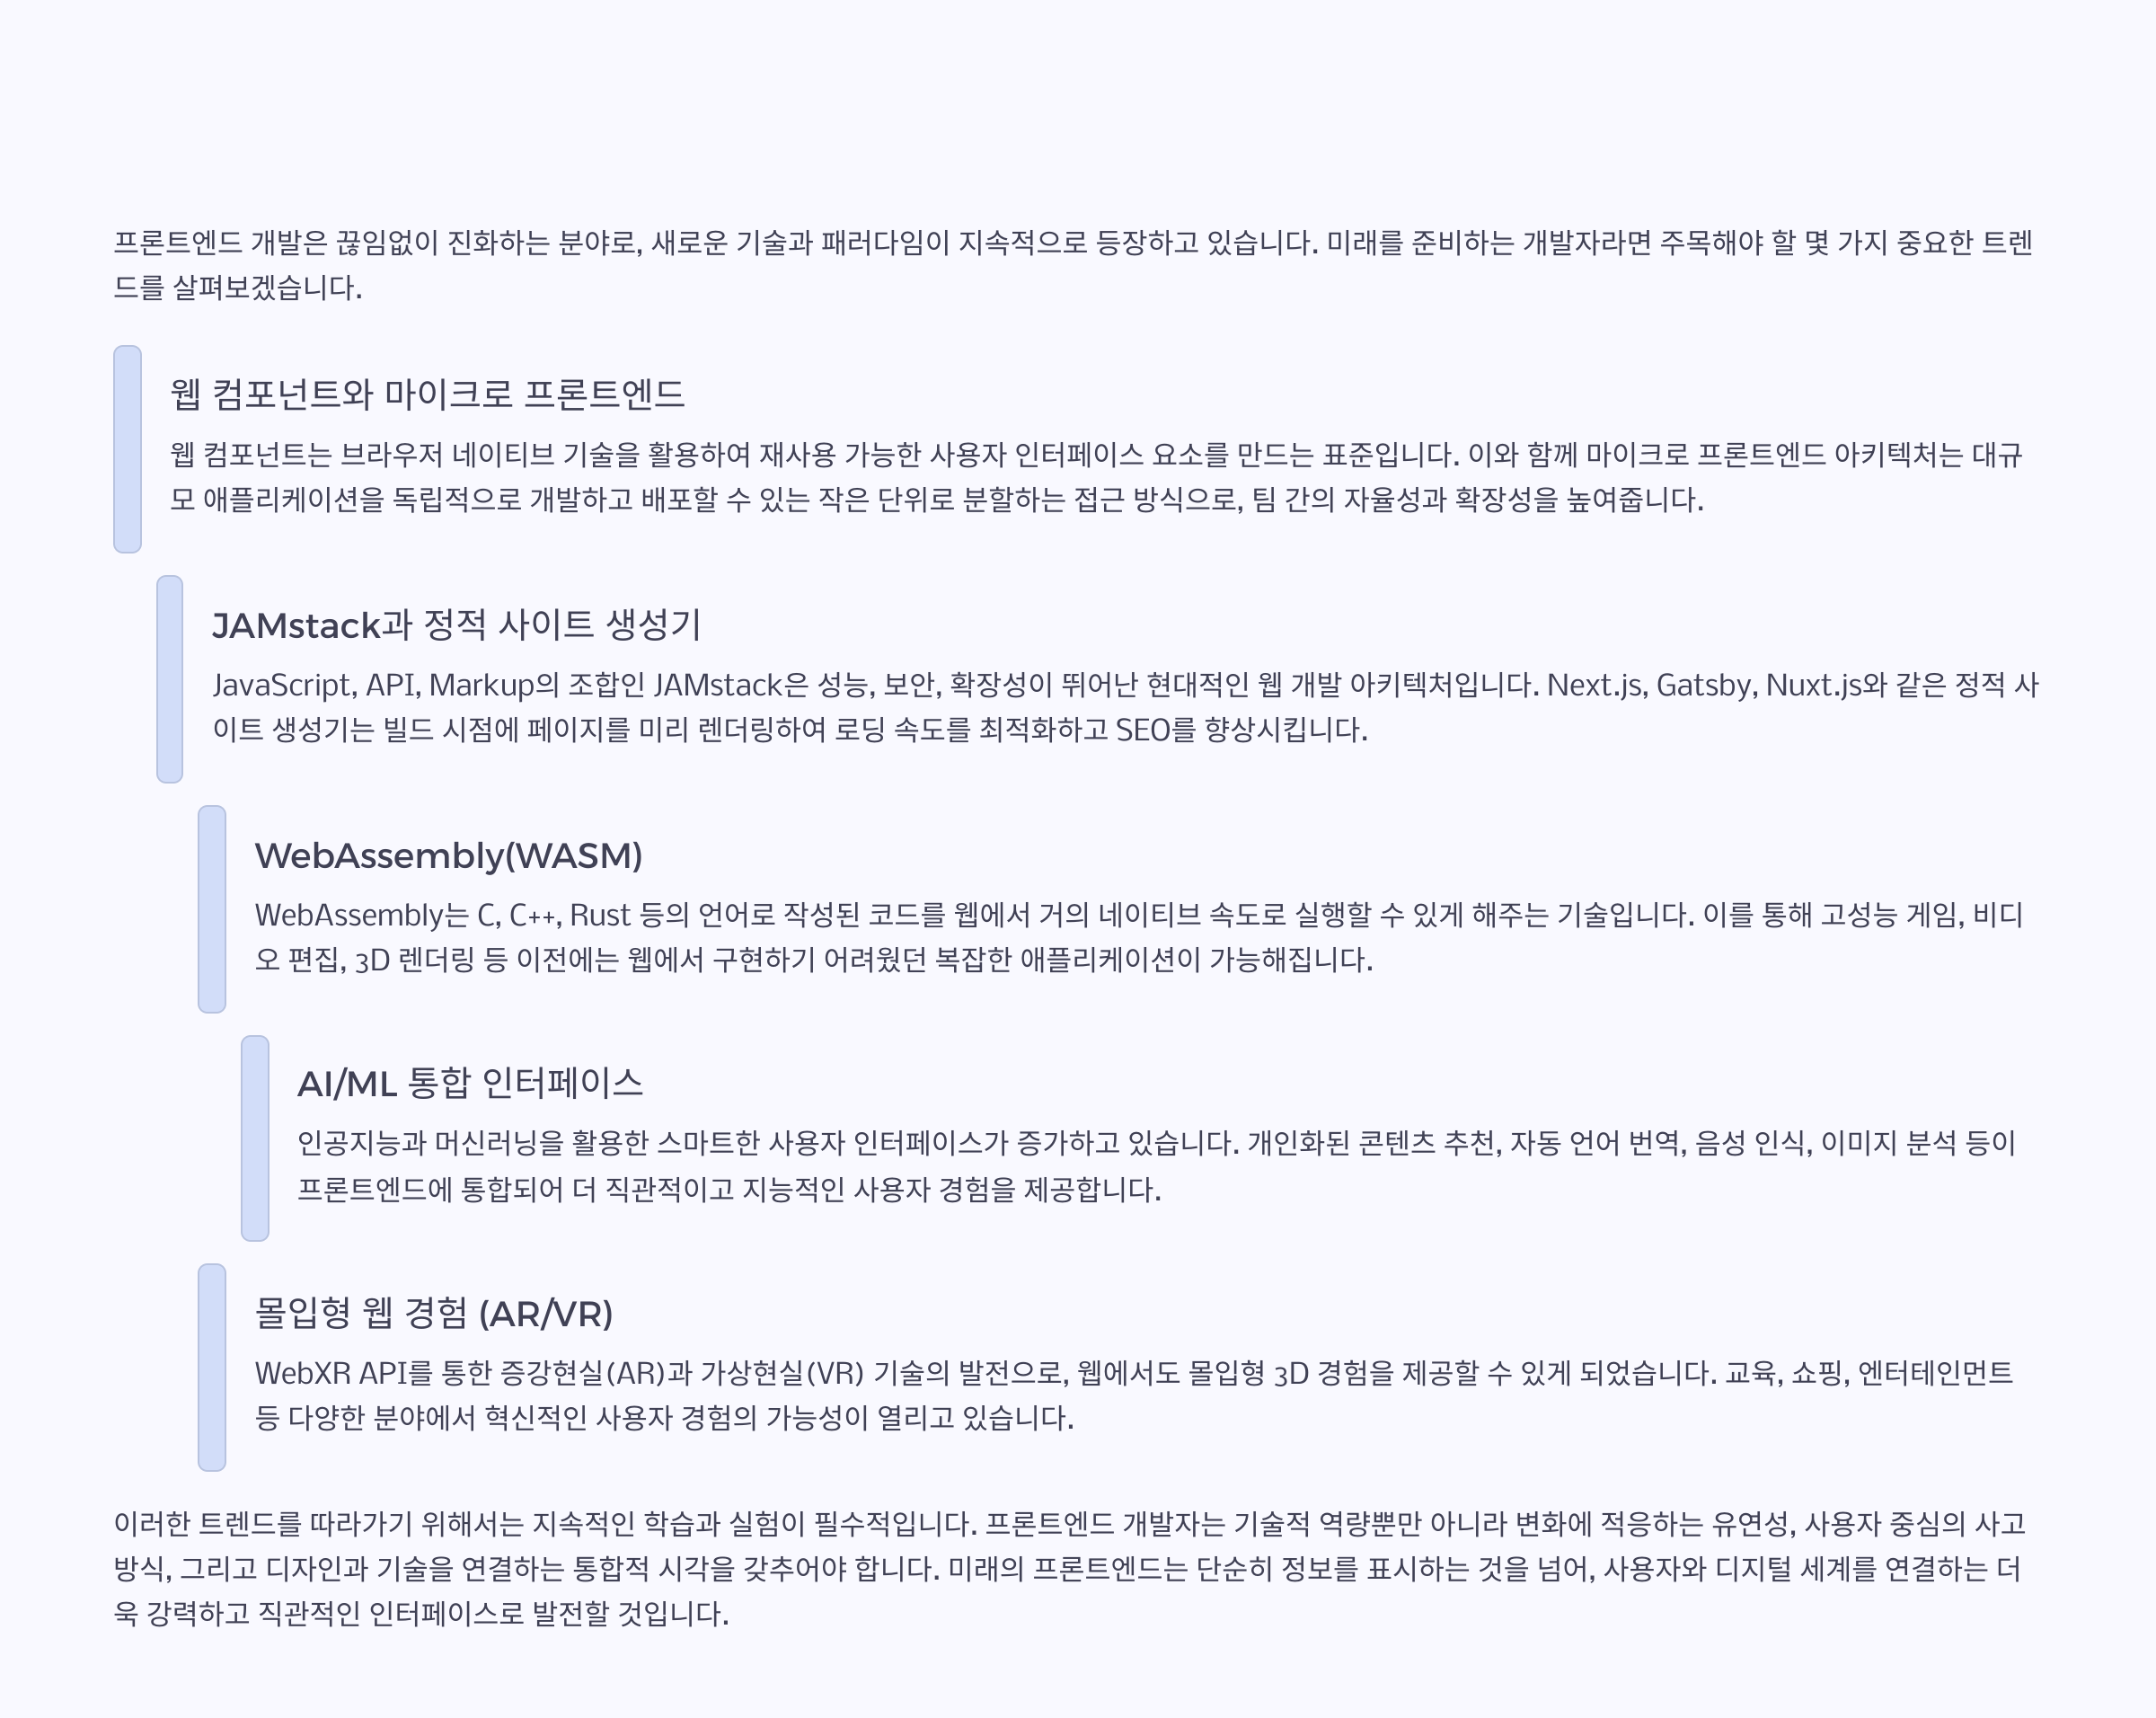 프론트엔드 개발은 끊임없이 진화하는 분야로, 새로운 기술과 패러다임이 지속적으로 등장하고 있습니다. 미래를 준비하는 개발자라면 주목해야 할 몇 가지 중요한 트렌
드를 살펴보겠습니다.
웹 컴포넌트와 마이크로 프론트엔드
웹 컴포넌트는 브라우저 네이티브 기술을 활용하여 재사용 가능한 사용자 인터페이스 요소를 만드는 표준입니다. 이와 함께 마이크로 프론트엔드 아키텍처는 대규
모 애플리케이션을 독립적으로 개발하고 배포할 수 있는 작은 단위로 분할하는 접근 방식으로, 팀 간의 자율성과 확장성을 높여줍니다.
JAMstack과 정적 사이트 생성기
JavaScript, API, Markup의 조합인 JAMstack은 성능, 보안, 확장성이 뛰어난 현대적인 웹 개발 아키텍처입니다. Next.js, Gatsby, Nuxt.js와 같은 정적 사
이트 생성기는 빌드 시점에 페이지를 미리 렌더링하여 로딩 속도를 최적화하고 SEO를 향상시킵니다.
WebAssembly(WASM)
WebAssembly는 C, C++, Rust 등의 언어로 작성된 코드를 웹에서 거의 네이티브 속도로 실행할 수 있게 해주는 기술입니다. 이를 통해 고성능 게임, 비디
오 편집, 3D 렌더링 등 이전에는 웹에서 구현하기 어려웠던 복잡한 애플리케이션이 가능해집니다.
AI/ML 통합 인터페이스
인공지능과 머신러닝을 활용한 스마트한 사용자 인터페이스가 증가하고 있습니다. 개인화된 콘텐츠 추천, 자동 언어 번역, 음성 인식, 이미지 분석 등이
프론트엔드에 통합되어 더 직관적이고 지능적인 사용자 경험을 제공합니다.
몰입형 웹 경험 (AR/VR)
WebXR API를 통한 증강현실(AR)과 가상현실(VR) 기술의 발전으로, 웹에서도 몰입형 3D 경험을 제공할 수 있게 되었습니다. 교육, 쇼핑, 엔터테인먼트
등 다양한 분야에서 혁신적인 사용자 경험의 가능성이 열리고 있습니다.
이러한 트렌드를 따라가기 위해서는 지속적인 학습과 실험이 필수적입니다. 프론트엔드 개발자는 기술적 역량뿐만 아니라 변화에 적응하는 유연성, 사용자 중심의 사고
방식, 그리고 디자인과 기술을 연결하는 통합적 시각을 갖추어야 합니다. 미래의 프론트엔드는 단순히 정보를 표시하는 것을 넘어, 사용자와 디지털 세계를 연결하는 더
욱 강력하고 직관적인 인터페이스로 발전할 것입니다.